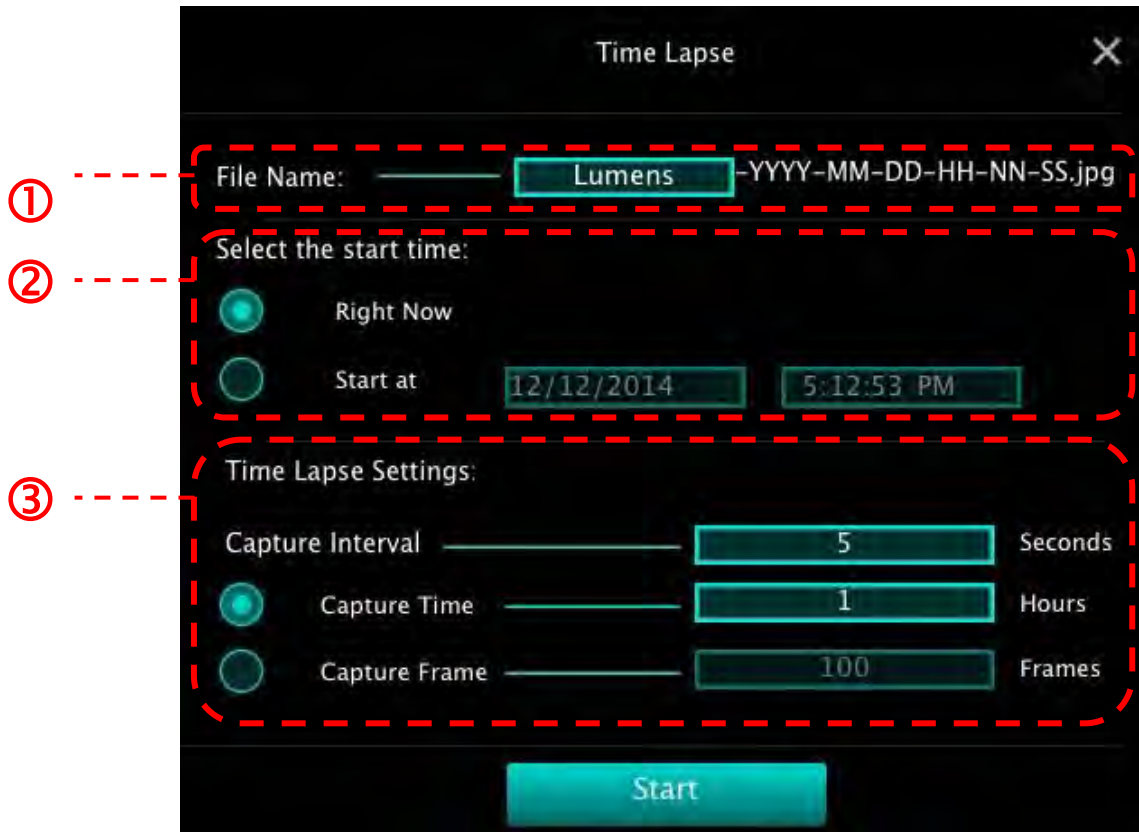 Time Lapse
① File Name: Lumens -YYYY-MM-DD-HH-NN-SS.jpg
② Select the start time:
Right Now
Start at 12/12/2014 5:12:53 PM
③ Time Lapse Settings:
Capture Interval 5 Seconds
Capture Time 1 Hours
Capture Frame 100 Frames
Start